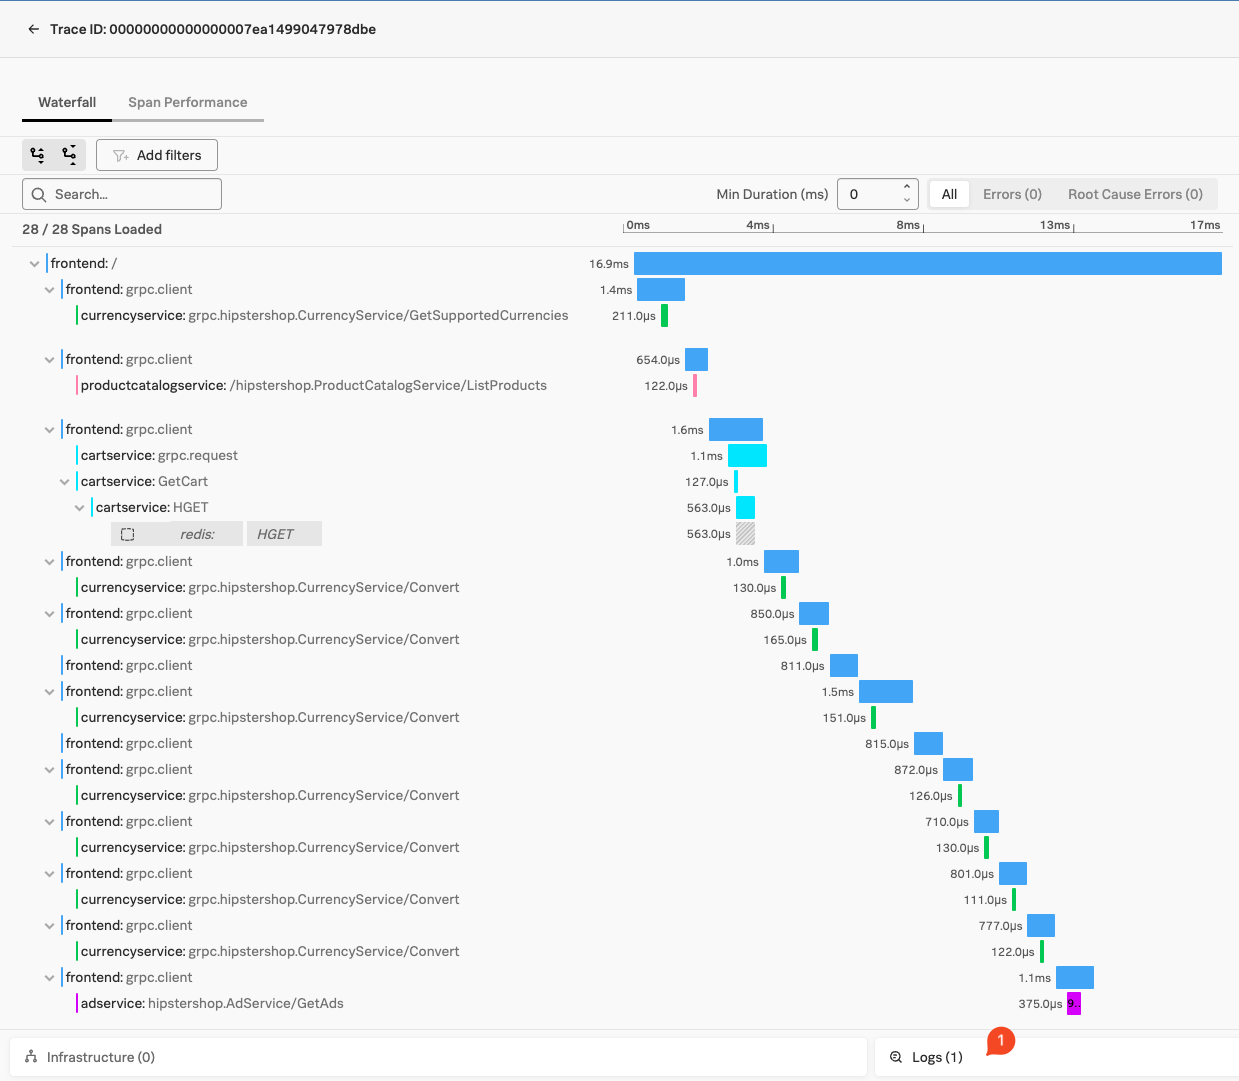 Trace ID: 00000000000000007ea1499047978dbe
Waterfall Span Performance
Add filters
Search... Min Duration (ms) 0 All Errors (0) Root Cause Errors (0)
28 / 28 Spans Loaded 0ms 4ms 8ms 13ms 17ms
frontend: / 16.9ms
frontend: grpc.client 1.4ms
currencyservice: grpc.hipstershop.CurrencyService/GetSupportedCurrencies 211.0µs
frontend: grpc.client 654.0µs
productcatalogservice: /hipstershop.ProductCatalogService/ListProducts 122.0µs
frontend: grpc.client 1.6ms
cartservice: grpc.request 1.1ms
cartservice: GetCart 127.0µs
cartservice: HGET 563.0µs
redis: HGET 563.0µs
frontend: grpc.client 1.0ms
currencyservice: grpc.hipstershop.CurrencyService/Convert 130.0µs
frontend: grpc.client 850.0µs
currencyservice: grpc.hipstershop.CurrencyService/Convert 165.0µs
frontend: grpc.client 811.0µs
frontend: grpc.client 1.5ms
currencyservice: grpc.hipstershop.CurrencyService/Convert 151.0µs
frontend: grpc.client 815.0µs
frontend: grpc.client 872.0µs
currencyservice: grpc.hipstershop.CurrencyService/Convert 126.0µs
frontend: grpc.client 710.0µs
currencyservice: grpc.hipstershop.CurrencyService/Convert 130.0µs
frontend: grpc.client 801.0µs
currencyservice: grpc.hipstershop.CurrencyService/Convert 111.0µs
frontend: grpc.client 777.0µs
currencyservice: grpc.hipstershop.CurrencyService/Convert 122.0µs
frontend: grpc.client 1.1ms
adservice: hipstershop.AdService/GetAds 375.0µs 9..
Infrastructure (0) Logs (1) 1